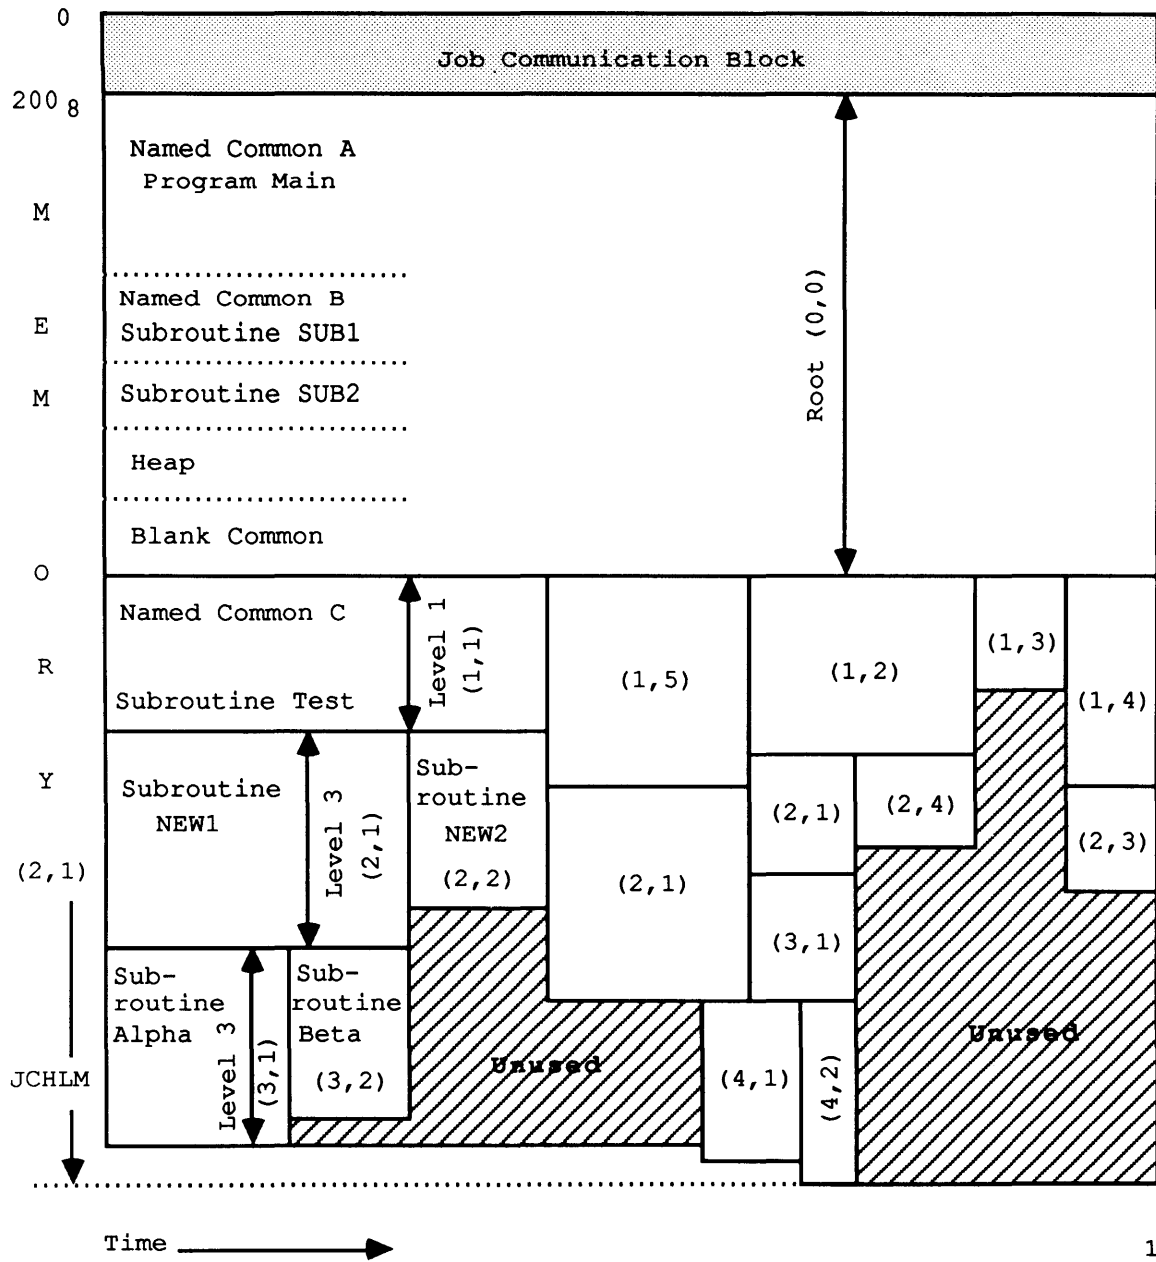 0
Job Communication Block
200 8
Named Common A
Program Main
M
Named Common B
E
Subroutine SUB1
Root (0,0)
M
Subroutine SUB2
Heap
Blank Common
O
Named Common C
Level 1
(1,1)
(1,5)
(1,2)
(1,3)
R
Subroutine Test
(1,4)
Y
Subroutine
NEW1
Level 3
(2,1)
Sub-
routine
NEW2
(2,2)
(2,1)
(2,1)
(2,4)
(2,3)
(2,1)
(3,1)
Sub-
routine
Alpha
Level 3
(3,1)
Sub-
routine
Beta
(3,2)
Unused
Unused
JCHLM
(4,1)
(4,2)
Time
1